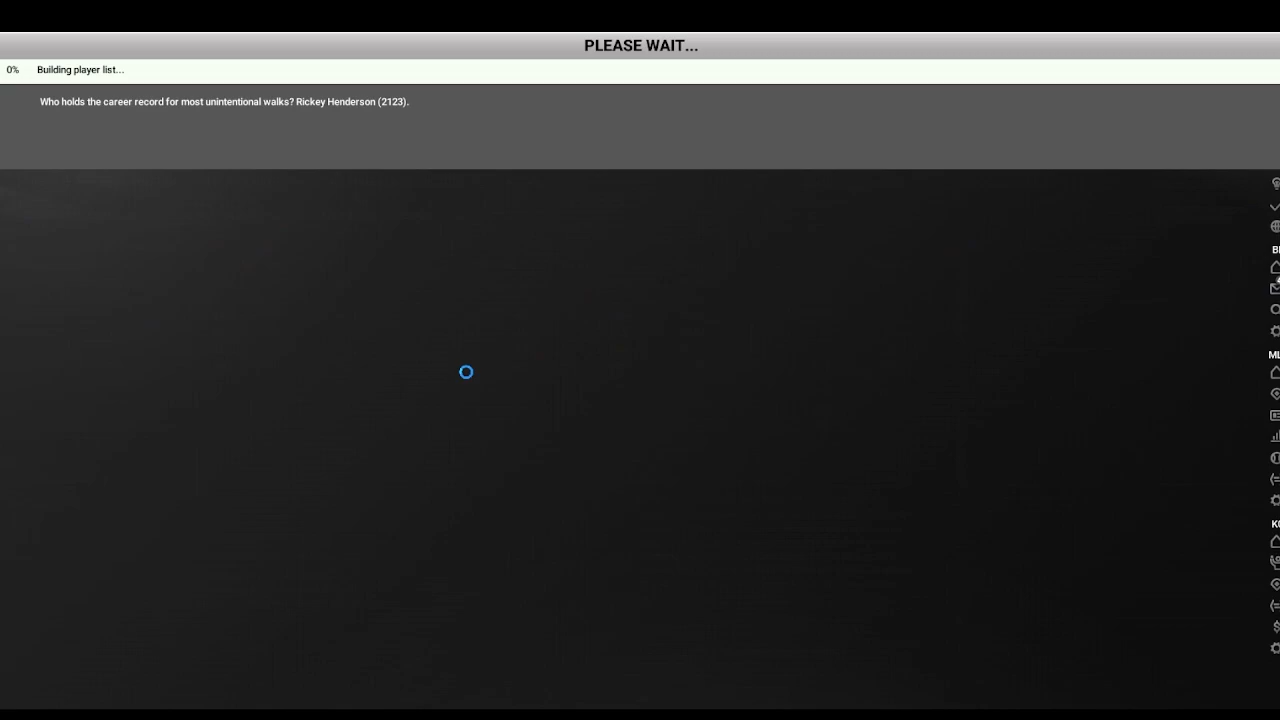 PLEASE WAIT...
0% Building player list...
Who holds the career record for most unintentional walks? Rickey Henderson (2123).